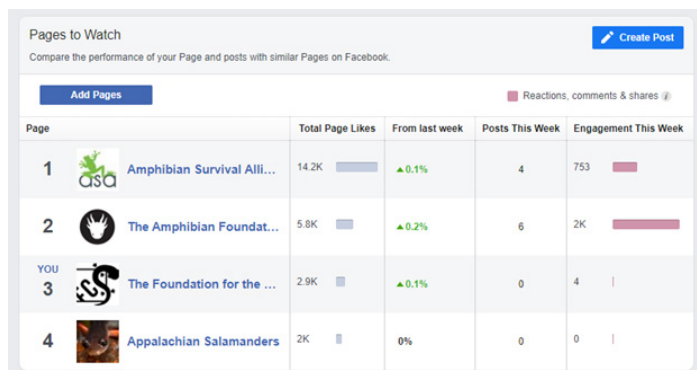 Pages to Watch
Create Post
Compare the performance of your Page and posts with similar Pages on Facebook.
Add Pages
Reactions, comments & shares i
Page Total Page Likes From last week Posts This Week Engagement This Week
1 asa Amphibian Survival Alli... 14.2K ▲0.1% 4 753
2 The Amphibian Foundat... 5.8K ▲0.2% 6 2K
YOU
3 The Foundation for the ... 2.9K ▲0.1% 0 4
4 Appalachian Salamanders 2K 0% 0 0